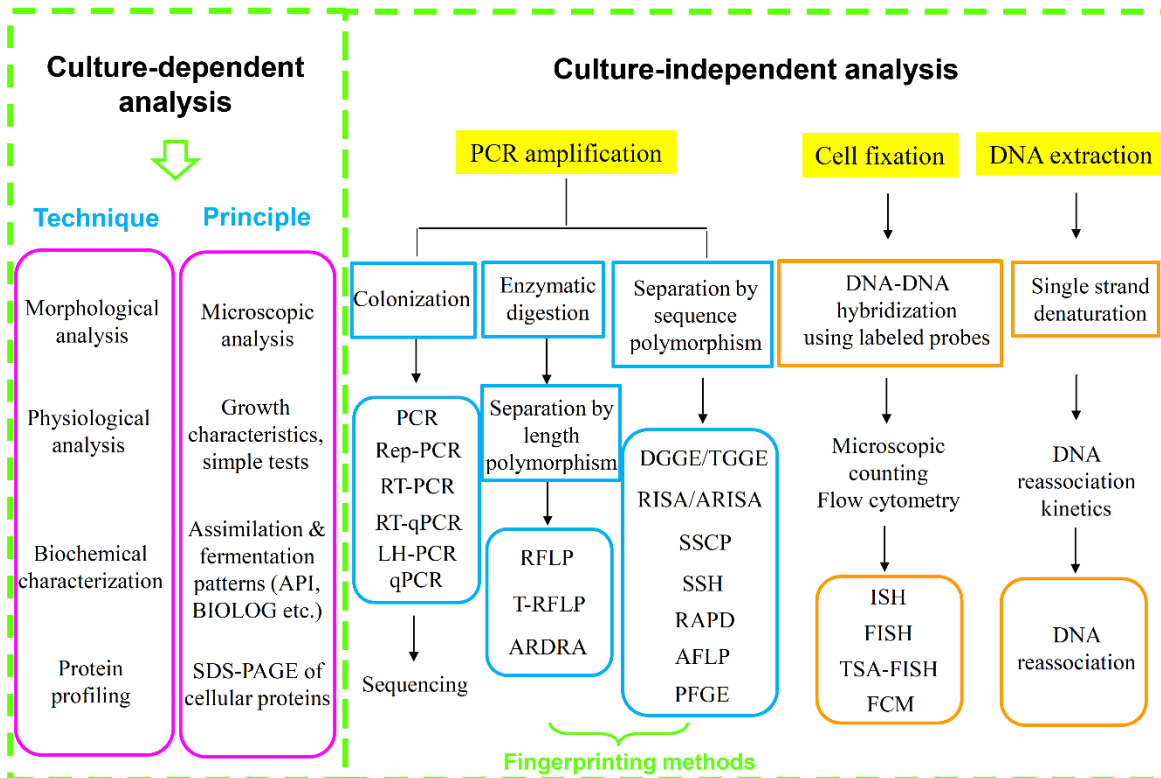 Culture-dependent
analysis
Technique
Principle
Morphological
analysis
Microscopic
analysis
Physiological
analysis
Growth
characteristics,
simple tests
Biochemical
characterization
Assimilation &
fermentation
patterns (API,
BIOLOG etc.)
Protein
profiling
SDS-PAGE of
cellular proteins
Culture-independent analysis
PCR amplification
Colonization
PCR
Rep-PCR
RT-PCR
RT-qPCR
LH-PCR
qPCR
Sequencing
Enzymatic
digestion
Separation by
length
polymorphism
RFLP
T-RFLP
ARDRA
Separation by
sequence
polymorphism
DGGE/TGGE
RISA/ARISA
SSCP
SSH
RAPD
AFLP
PFGE
Fingerprinting methods
Cell fixation
DNA-DNA
hybridization
using labeled probes
Microscopic
counting
Flow cytometry
ISH
FISH
TSA-FISH
FCM
DNA extraction
Single strand
denaturation
DNA
reassociation
kinetics
DNA
reassociation